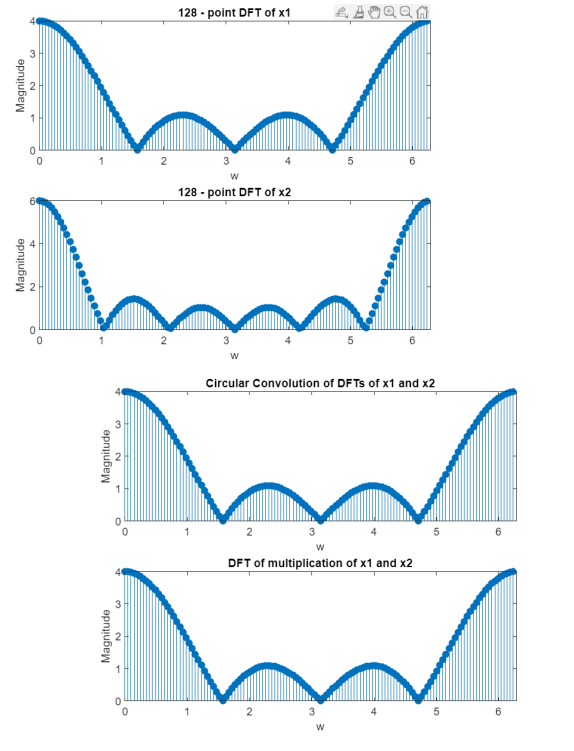 128 - point DFT of x1
4
3
2
1
0
Magnitude
0 1 2 3 4 5 6
w
128 - point DFT of x2
6
4
2
0
Magnitude
0 1 2 3 4 5 6
w
Circular Convolution of DFTs of x1 and x2
4
3
2
1
0
Magnitude
0 1 2 3 4 5 6
w
DFT of multiplication of x1 and x2
4
3
2
1
0
Magnitude
0 1 2 3 4 5 6
w